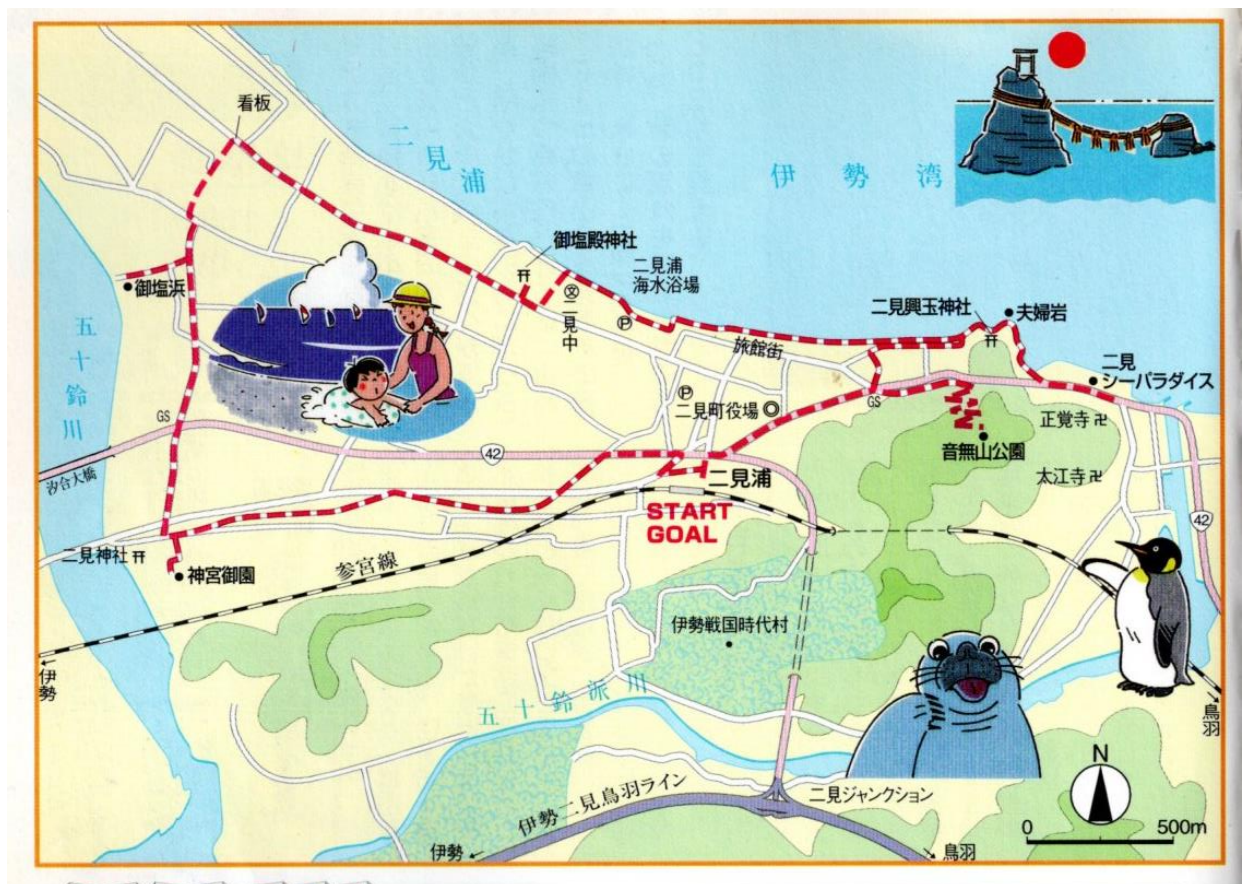 看板
二見浦
伊勢湾
御塩殿神社
二見浦
海水浴場
二見興玉神社
夫婦岩
御塩浜
文
二見中
P
旅館街
二見
シーパラダイス
五十鈴川
GS
P
二見町役場
GS
正覚寺卍
音無山公園
42
汐合大橋
二見浦
太江寺卍
START
GOAL
42
二見神社
神宮御園
参宮線
伊勢戦国時代村
伊勢
五十鈴派川
鳥羽
伊勢二見鳥羽ライン
二見ジャンクション
N
0 500m
伊勢
鳥羽